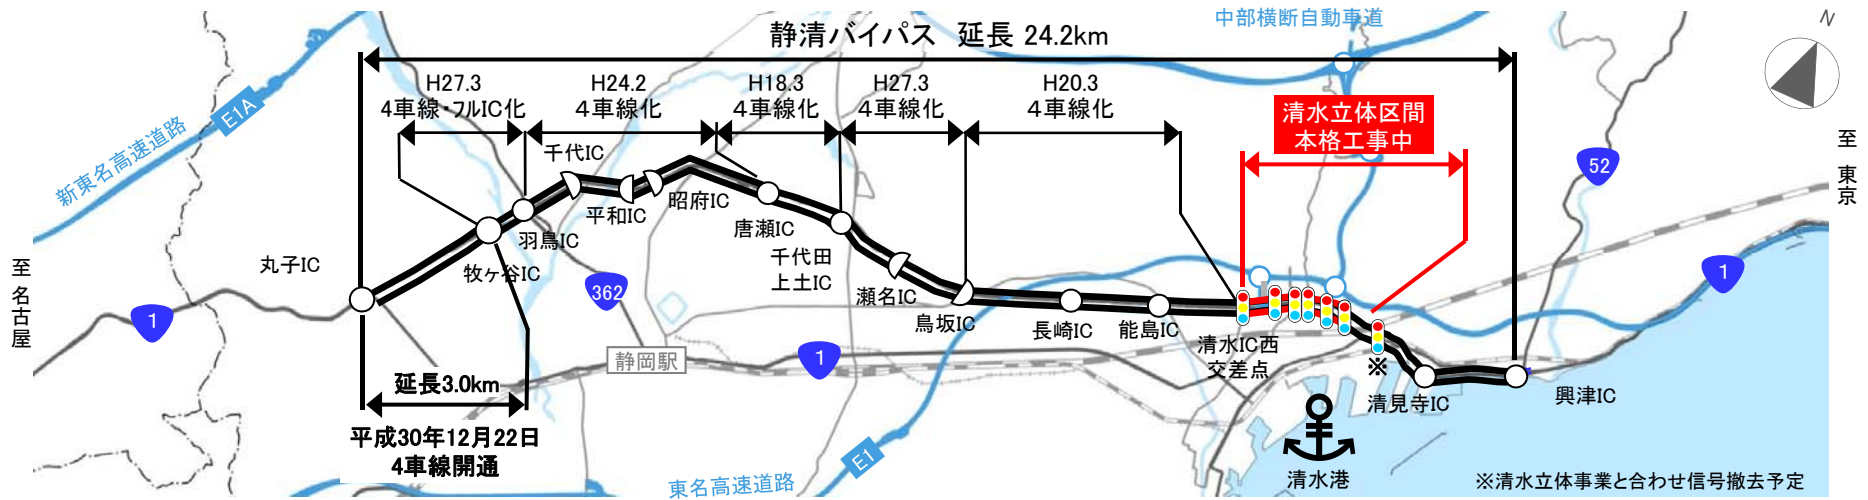 中部横断自動車道
N
静清バイパス 延長 24.2km
H27.3
4車線・フルIC化
H24.2
4車線化
H18.3
4車線化
H27.3
4車線化
H20.3
4車線化
清水立体区間
本格工事中
E1A
新東名高速道路
至 東京
52
千代IC
平和IC
昭府IC
羽鳥IC
唐瀬IC
牧ヶ谷IC
丸子IC
千代田
上土IC
瀬名IC
鳥坂IC
長崎IC
能島IC
清水IC西
交差点
※
清見寺IC
興津IC
至 名古屋
1
362
1
1
静岡駅
延長3.0km
平成30年12月22日
4車線開通
E1
東名高速道路
清水港
※清水立体事業と合わせ信号撤去予定